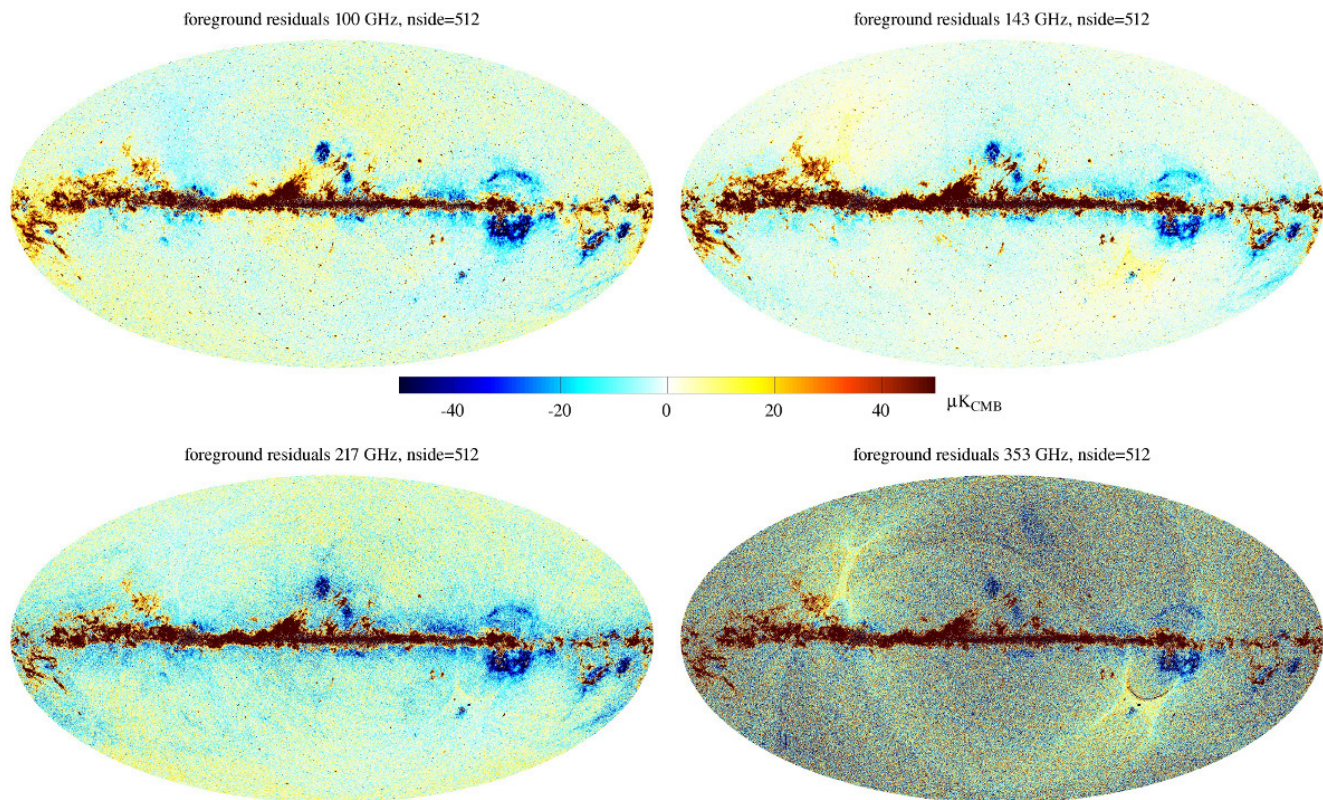 foreground residuals 100 GHz, nside=512
foreground residuals 143 GHz, nside=512
-40 -20 0 20 40 μK_CMB
foreground residuals 217 GHz, nside=512
foreground residuals 353 GHz, nside=512